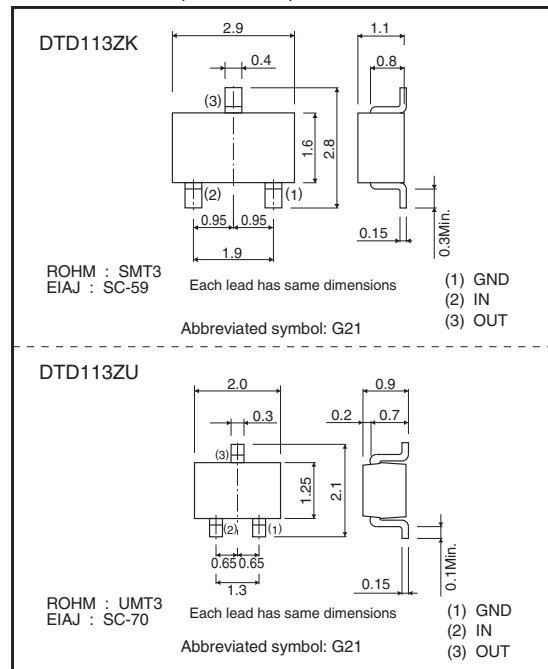 DTD113ZK
2.9
0.4
(3)
1.6
2.8
(2)
(1)
0.95
0.95
1.9
1.1
0.8
0.15
0.3Min.
ROHM : SMT3
EIAJ : SC-59
Each lead has same dimensions
(1) GND
(2) IN
(3) OUT
Abbreviated symbol: G21
DTD113ZU
2.0
0.3
(3)
1.25
2.1
(2)
(1)
0.65
0.65
1.3
0.9
0.2
0.7
0.15
0.1Min.
ROHM : UMT3
EIAJ : SC-70
Each lead has same dimensions
(1) GND
(2) IN
(3) OUT
Abbreviated symbol: G21